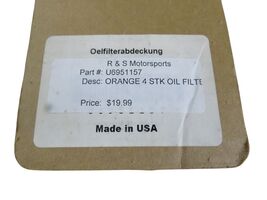 Oelfilterabdeckung
R & S Motorsports
Part #: U6951157
Desc: ORANGE 4 STK OIL FILTE
Price: $19.99
Made in USA